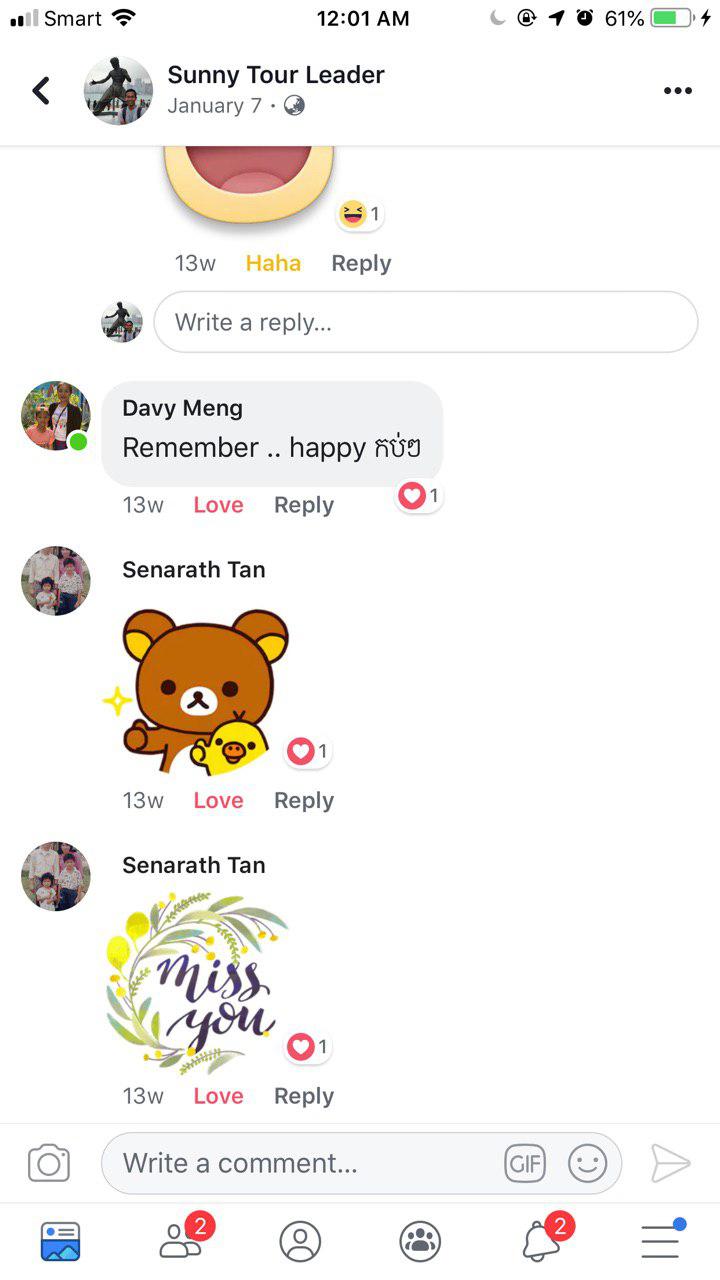 Smart 12:01 AM 61%
Sunny Tour Leader
January 7 ·
1
13w Haha Reply
Write a reply...
Davy Meng
Remember .. happy កប់ៗ
13w Love Reply 1
Senarath Tan
1
13w Love Reply
Senarath Tan
miss
you
1
13w Love Reply
Write a comment... GIF
2 2